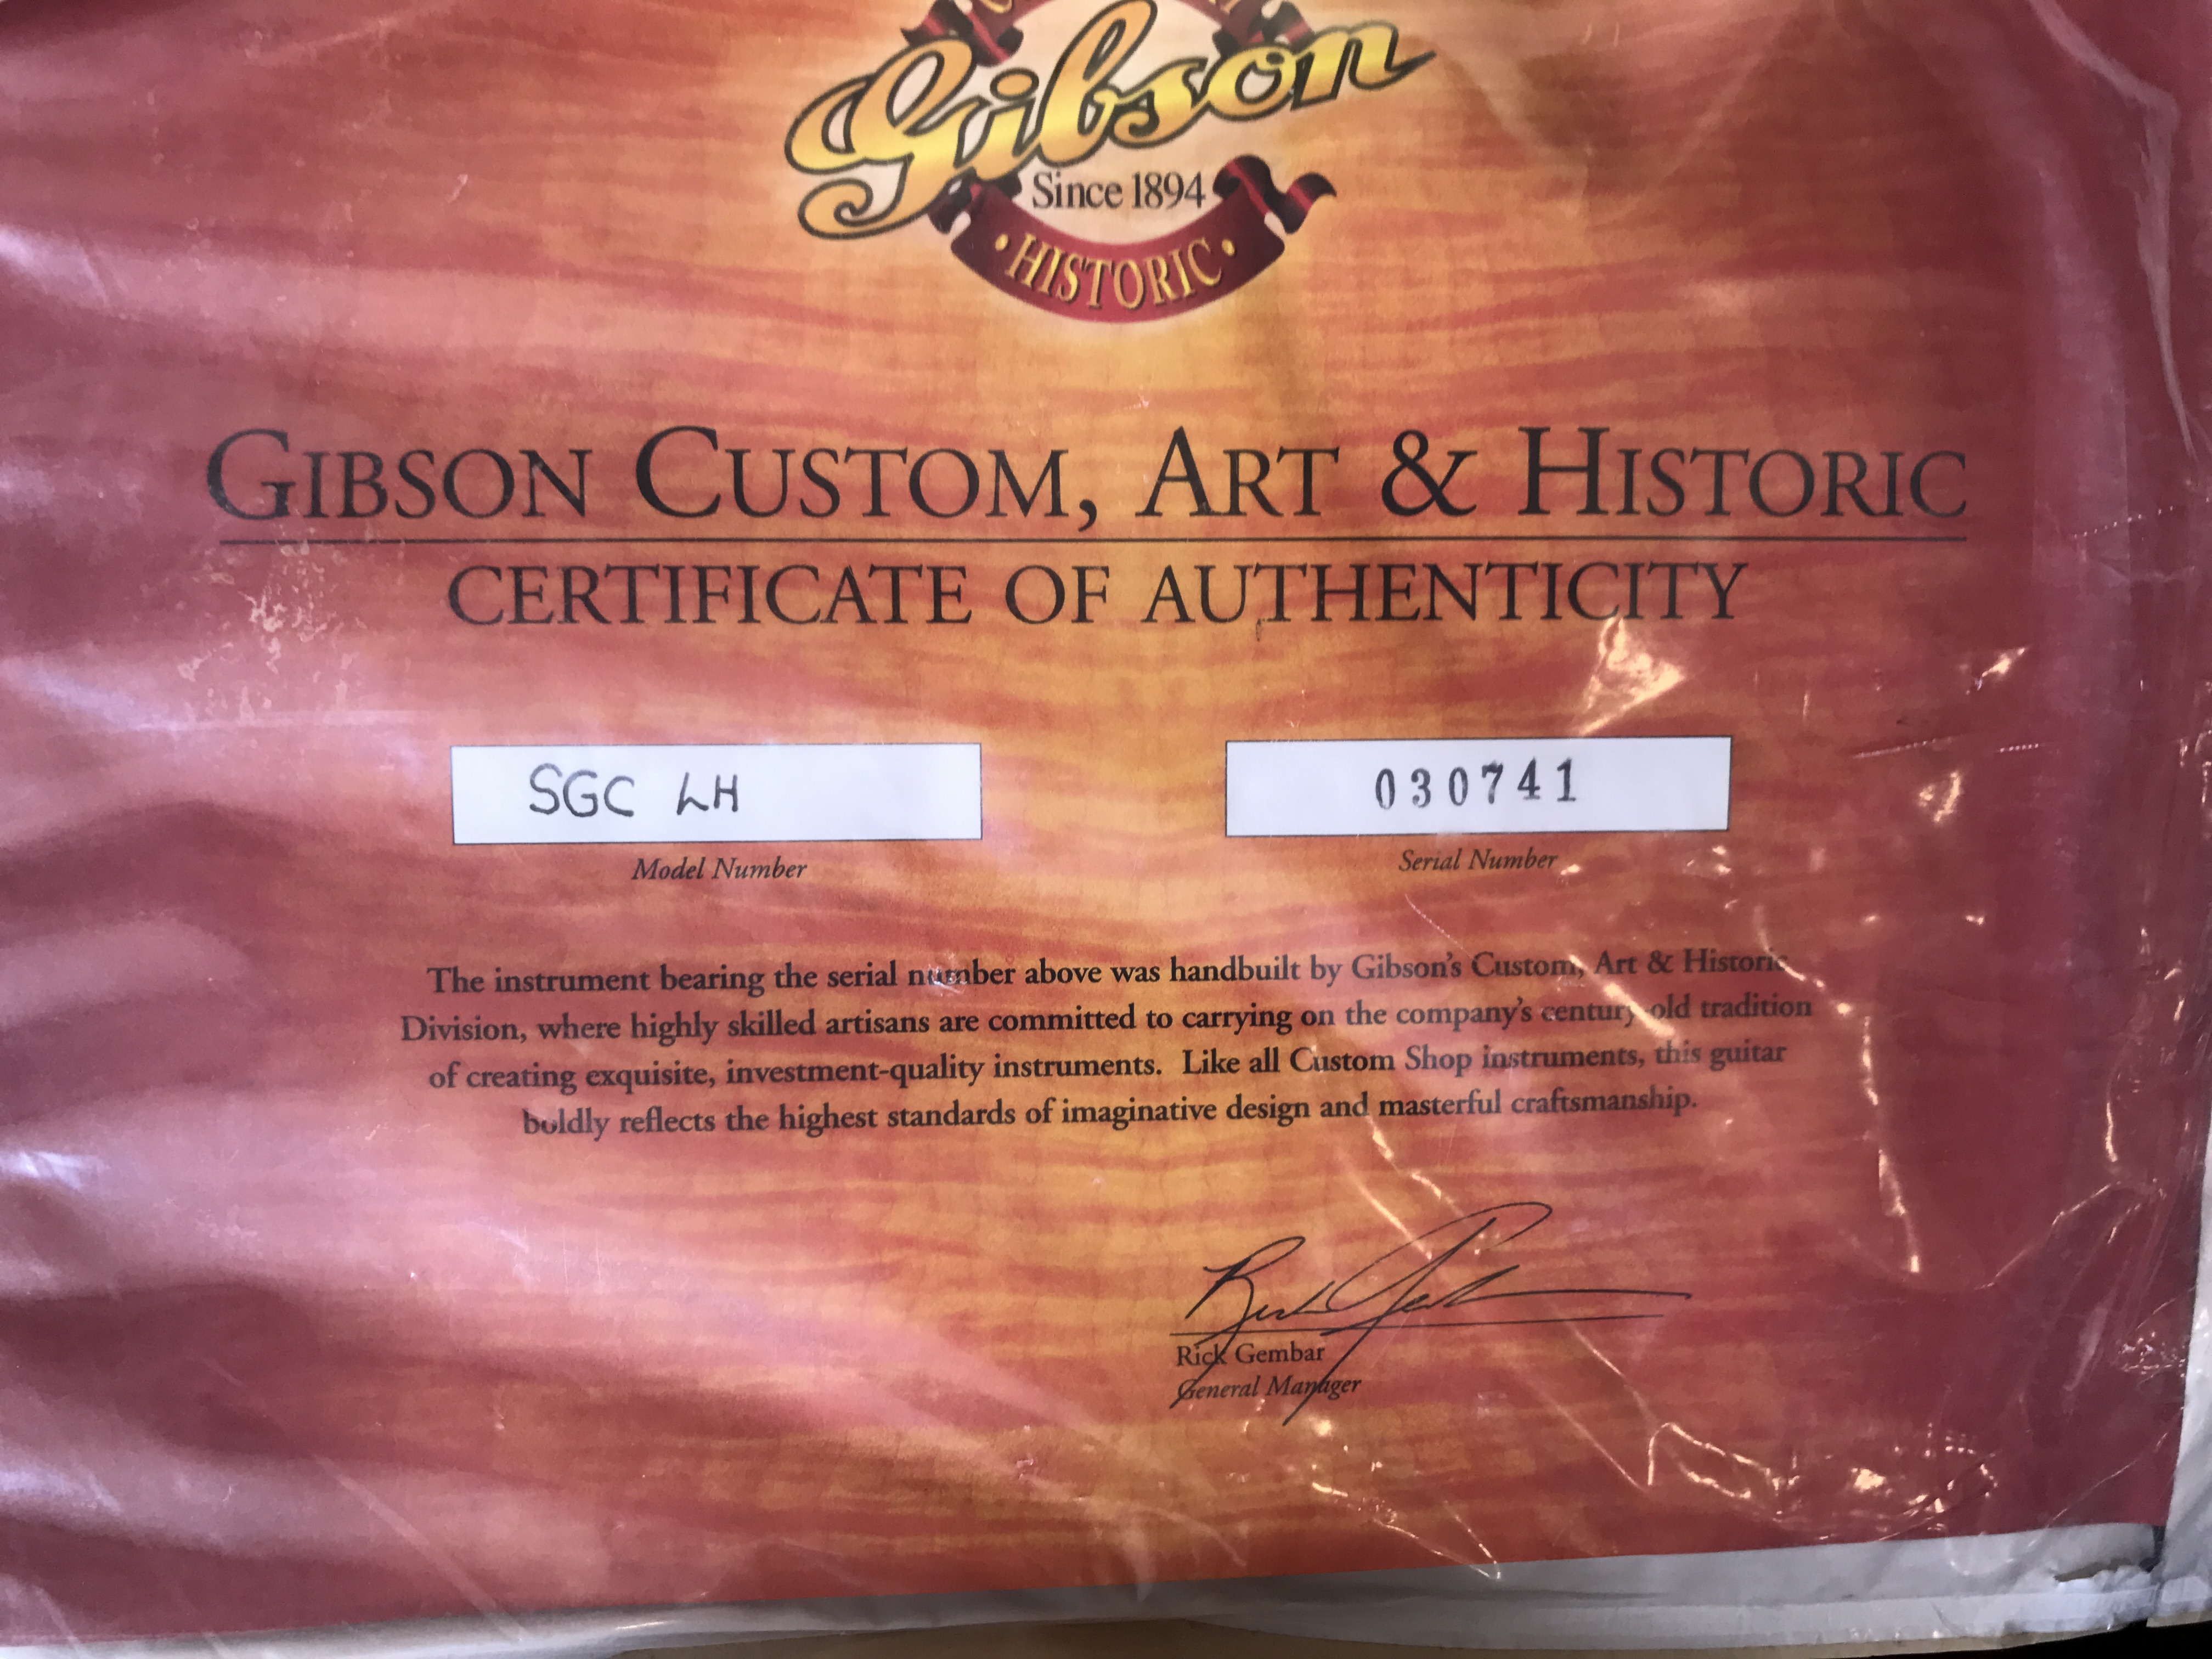 Gibson
Since 1894
• HISTORIC •
GIBSON CUSTOM, ART & HISTORIC
CERTIFICATE OF AUTHENTICITY
SGC LH
030741
Model Number
Serial Number
The instrument bearing the serial number above was handbuilt by Gibson's Custom, Art & Historic
Division, where highly skilled artisans are committed to carrying on the company's century-old tradition
of creating exquisite, investment-quality instruments. Like all Custom Shop instruments, this guitar
boldly reflects the highest standards of imaginative design and masterful craftsmanship.
Rick Gembar
General Manager